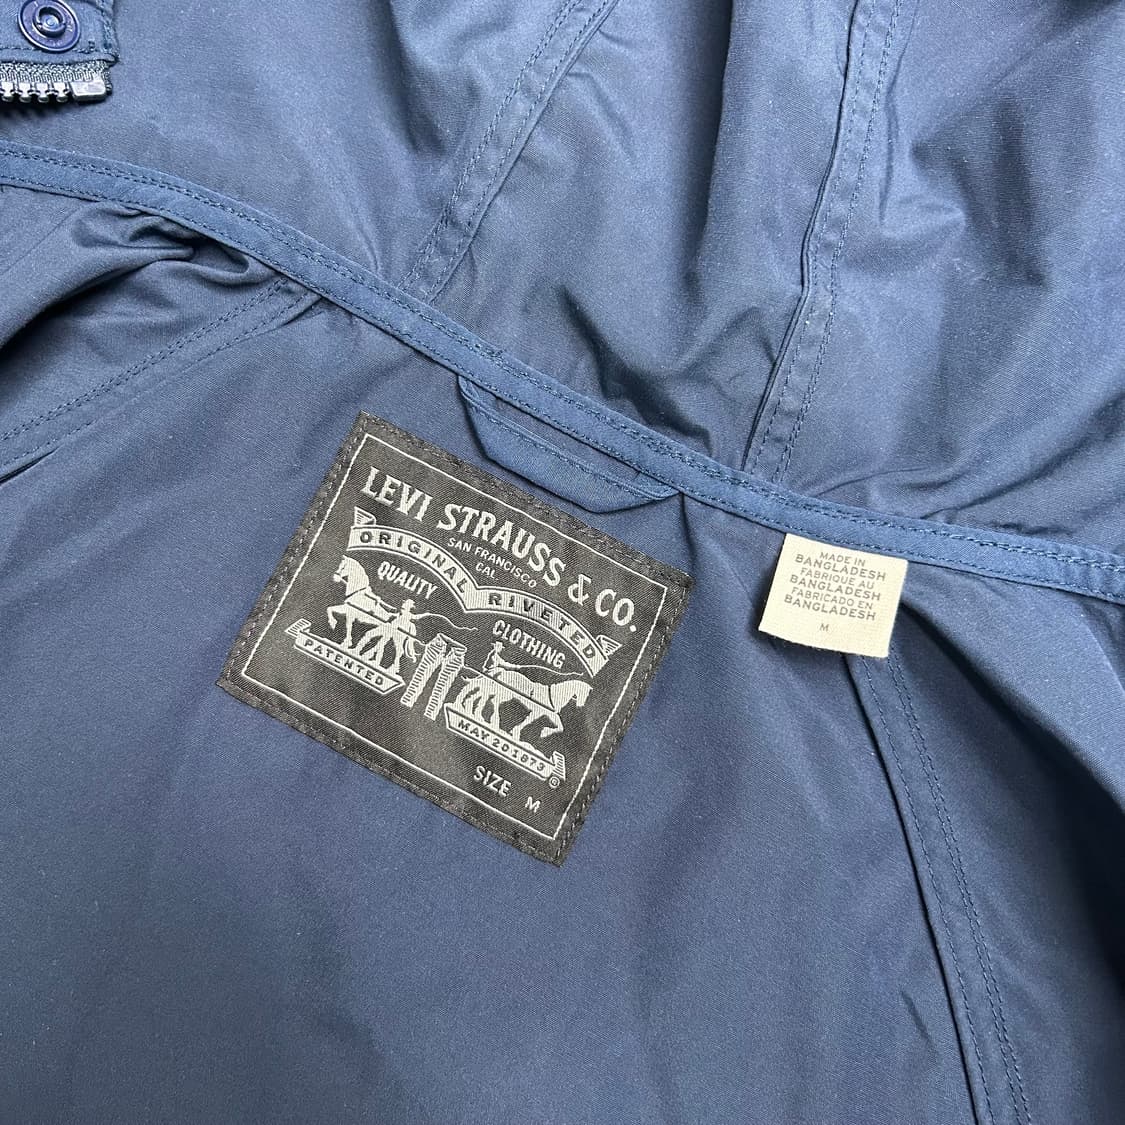 LEVI STRAUSS & CO.
SAN FRANCISCO
CAL
ORIGINAL RIVETED
QUALITY
CLOTHING
PATENTED
MAY 20 1873
®
SIZE M
MADE IN
BANGLADESH
FABRIQUE AU
BANGLADESH
FABRICADO EN
BANGLADESH
M